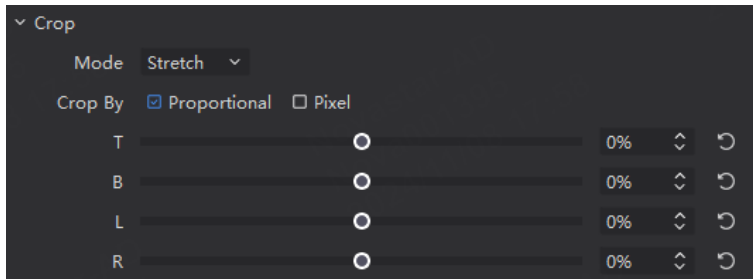 Crop
Mode Stretch
Crop By Proportional Pixel
T 0%
B 0%
L 0%
R 0%